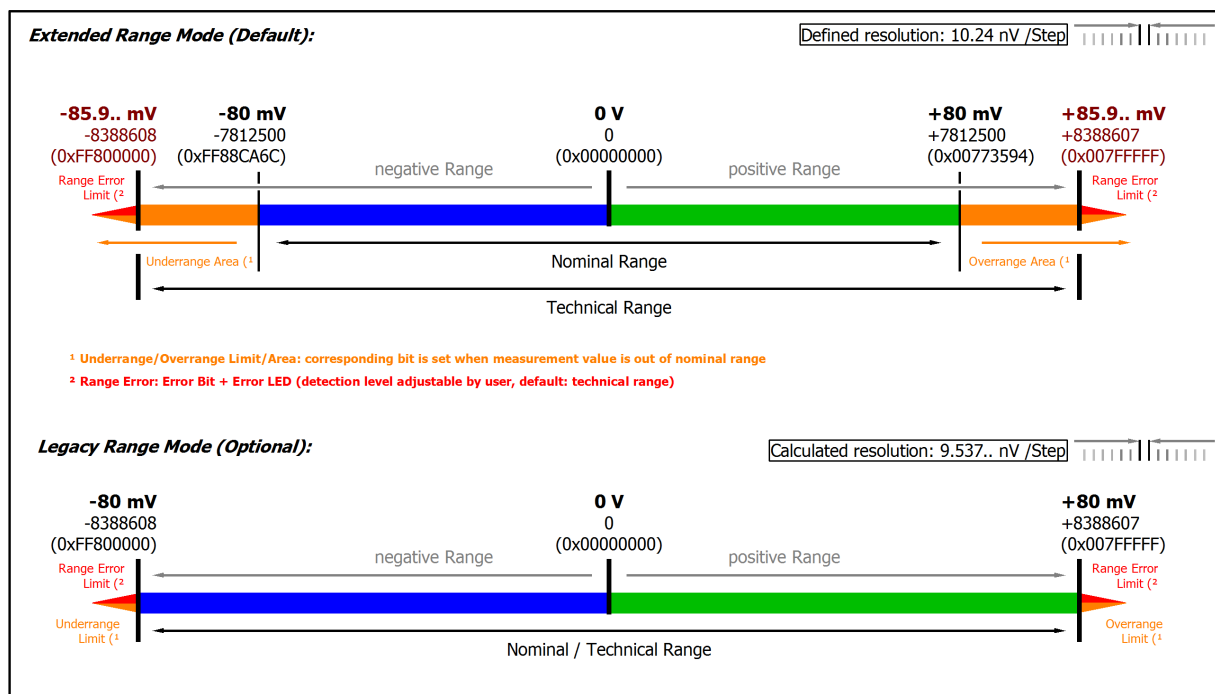 Extended Range Mode (Default):
Defined resolution: 10.24 nV /Step
-85.9.. mV
-8388608
(0xFF800000)
-80 mV
-7812500
(0xFF88CA6C)
0 V
0
(0x00000000)
+80 mV
+7812500
(0x00773594)
+85.9.. mV
+8388607
(0x007FFFFF)
negative Range
positive Range
Range Error
Limit (²
Range Error
Limit (²
Underrange Area (¹
Nominal Range
Overrange Area (¹
Technical Range
¹ Underrange/Overrange Limit/Area: corresponding bit is set when measurement value is out of nominal range
² Range Error: Error Bit + Error LED (detection level adjustable by user, default: technical range)
Legacy Range Mode (Optional):
Calculated resolution: 9.537.. nV /Step
-80 mV
-8388608
(0xFF800000)
0 V
0
(0x00000000)
+80 mV
+8388607
(0x007FFFFF)
negative Range
positive Range
Range Error
Limit (²
Range Error
Limit (²
Underrange
Limit (¹
Overrange
Limit (¹
Nominal / Technical Range